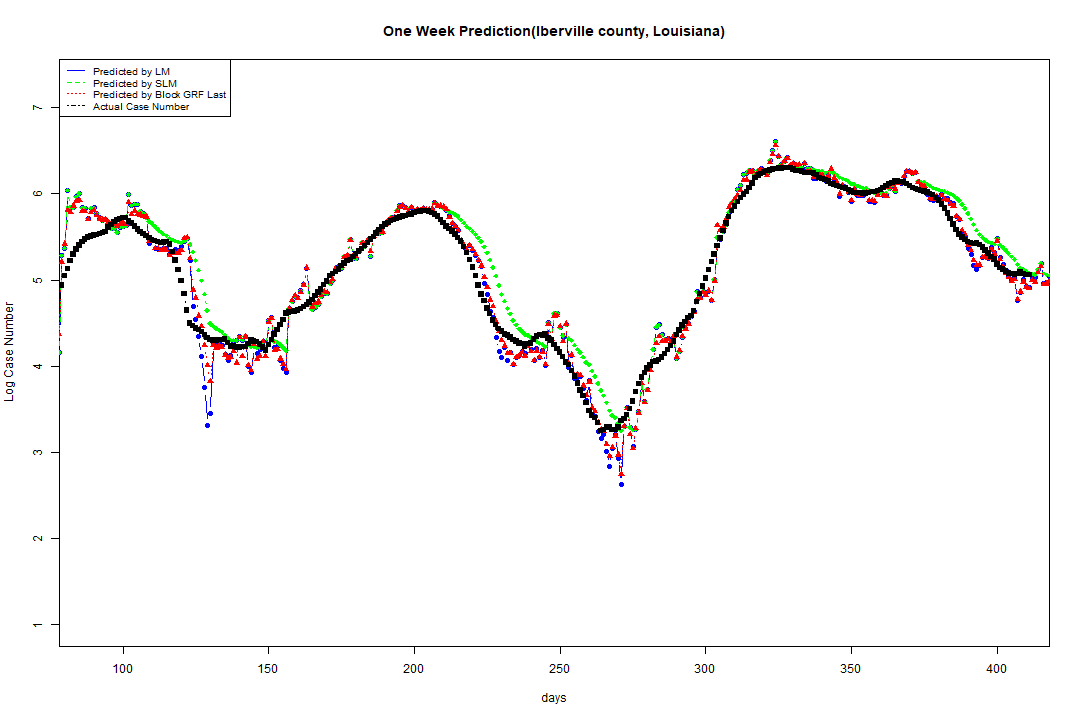 One Week Prediction(Iberville county, Louisiana)
Predicted by LM
Predicted by SLM
Predicted by Block GRF Last
Actual Case Number
7
6
5
4
3
2
1
Log Case Number
100 150 200 250 300 350 400
days